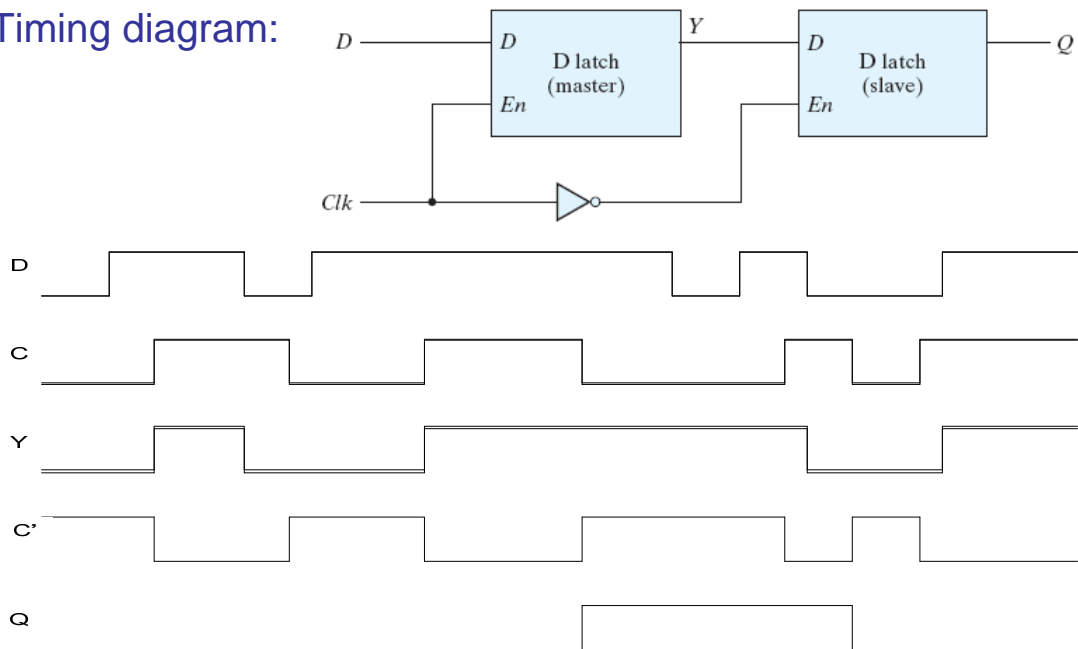 Timing diagram:
D
D
D latch
(master)
En
Y
D
D latch
(slave)
En
Q
Clk
D
C
Y
C’
Q